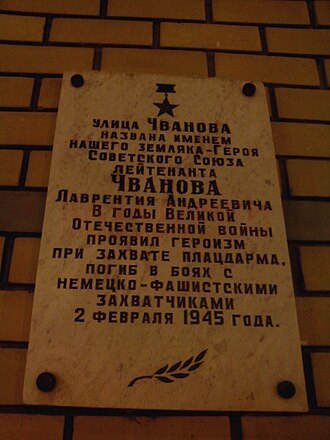 улица Чванова
названа именем
нашего земляка-Героя
Советского Союза
лейтенанта
Чванова
Лаврентия Андреевича
В годы Великой
Отечественной войны
проявил героизм
при захвате плацдарма,
погиб в боях с
немецко-фашистскими
захватчиками
2 февраля 1945 года.